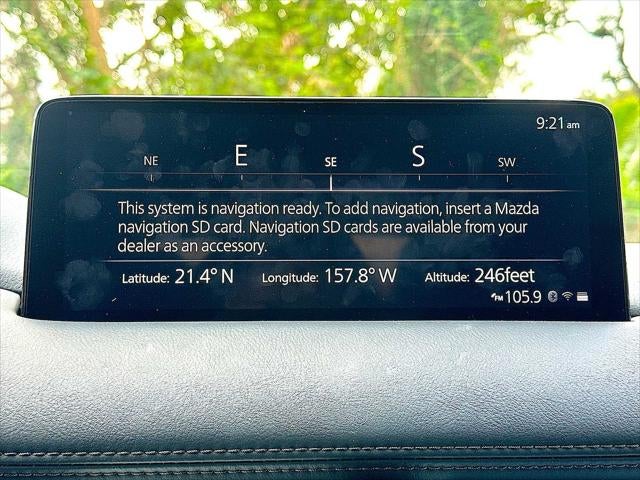 9:21 am
NE E SE S SW
This system is navigation ready. To add navigation, insert a Mazda
navigation SD card. Navigation SD cards are available from your
dealer as an accessory.
Latitude: 21.4° N Longitude: 157.8° W Altitude: 246feet
FM 105.9